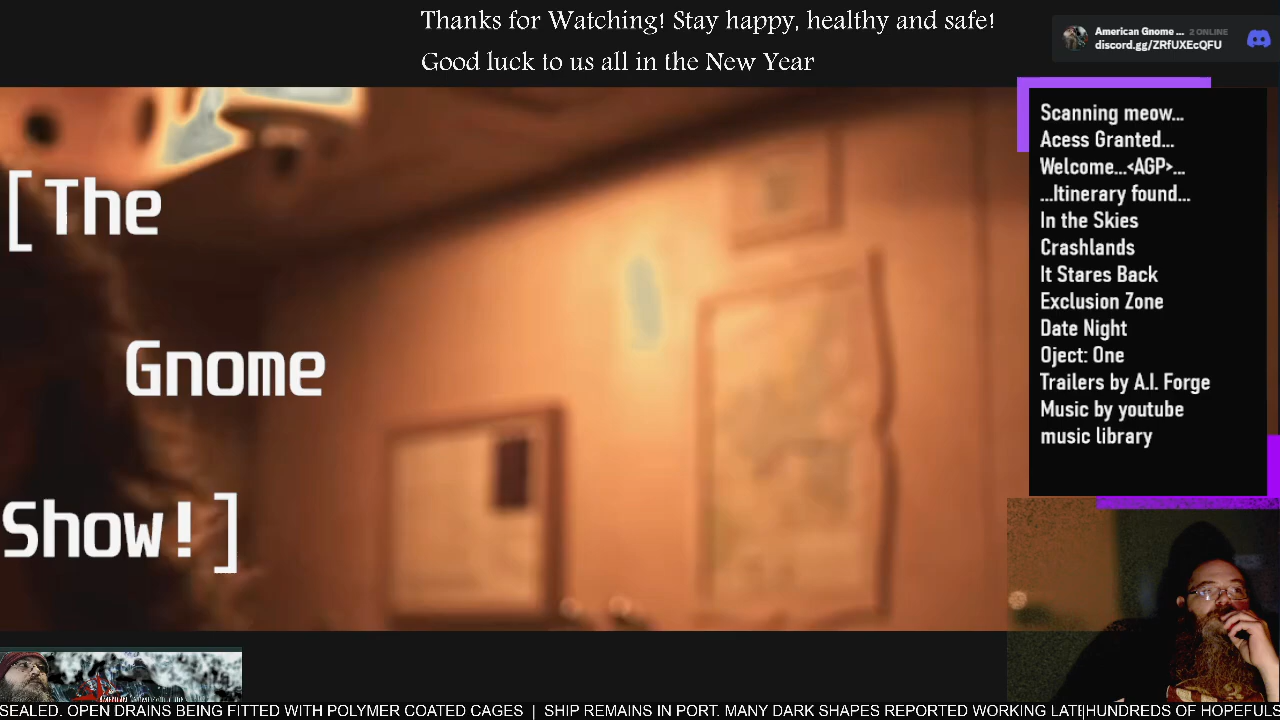 Thanks for Watching! Stay happy, healthy and safe!
Good luck to us all in the New Year
American Gnome ... 2 ONLINE
discord.gg/ZRfUXEcQFU
[The
Gnome
Show!]
Scanning meow...
Acess Granted...
Welcome...<AGP>...
...Itinerary found...
In the Skies
Crashlands
It Stares Back
Exclusion Zone
Date Night
Oject: One
Trailers by A.I. Forge
Music by youtube
music library
SEALED. OPEN DRAINS BEING FITTED WITH POLYMER COATED CAGES | SHIP REMAINS IN PORT. MANY DARK SHAPES REPORTED WORKING LAT
HUNDREDS OF HOPEFULS